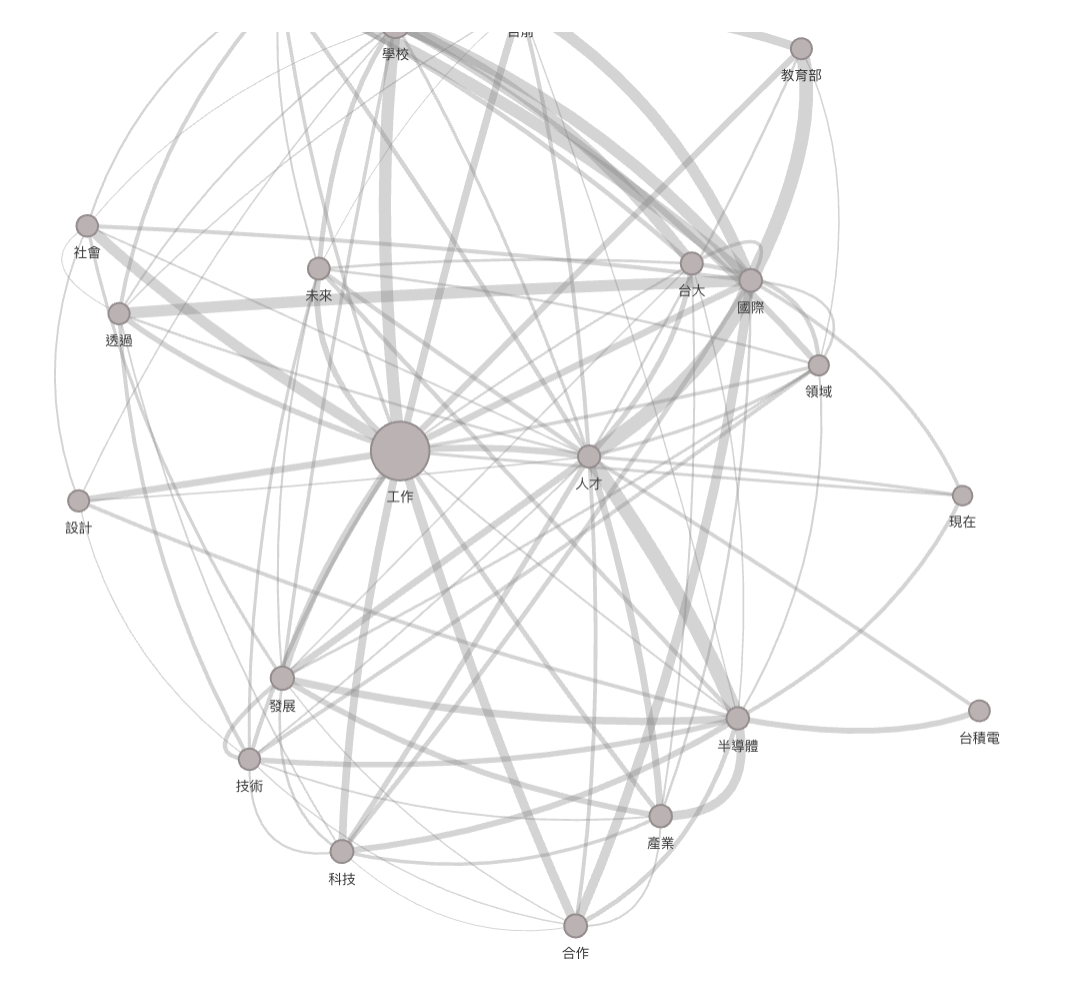 目前
學校
教育部
社會
台大
未來
國際
透過
領域
人才
工作
現在
設計
發展
台積電
半導體
技術
產業
科技
合作